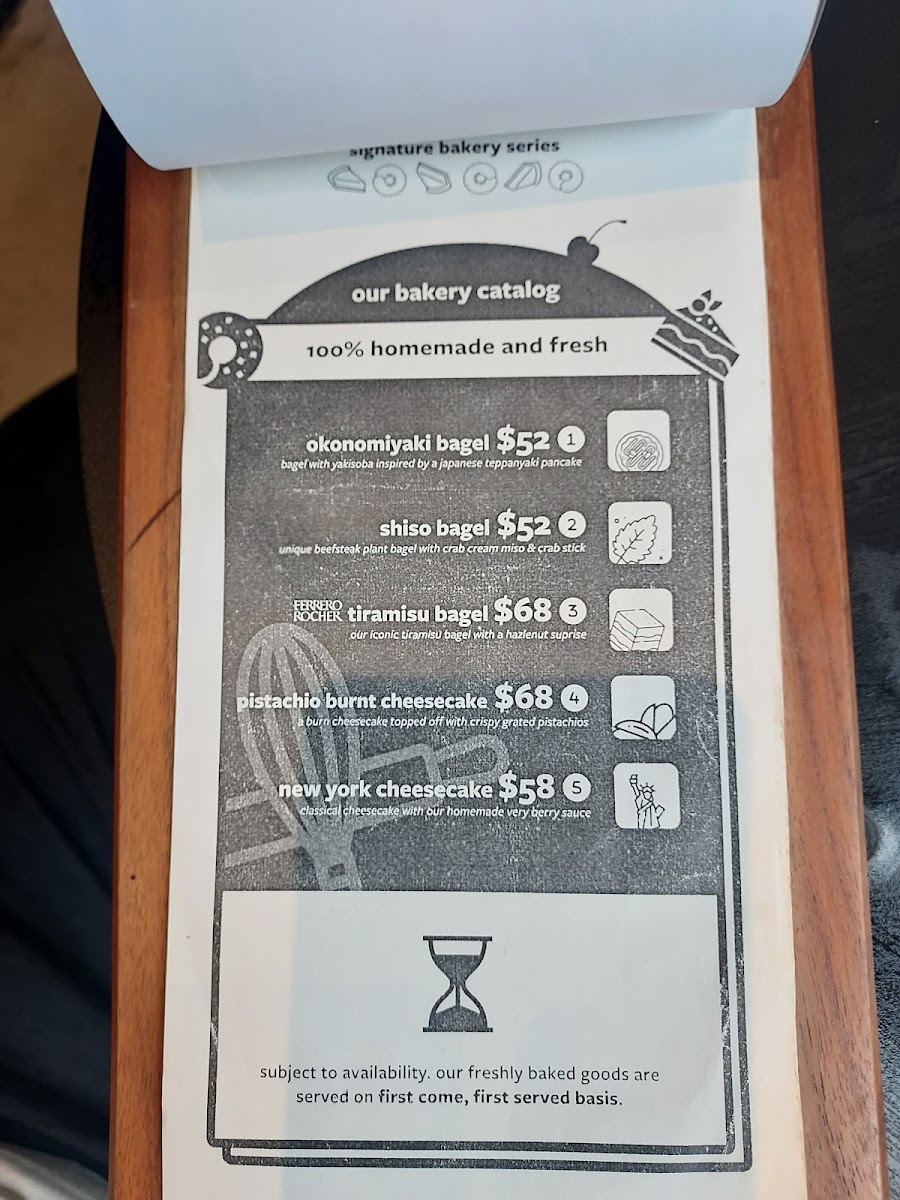 signature bakery series
our bakery catalog
100% homemade and fresh
okonomiyaki bagel $52 1
bagel with yakisoba inspired by a japanese teppanyaki pancake
shiso bagel $52 2
unique beefsteak plant bagel with crab cream miso & crab stick
FERRERO ROCHER tiramisu bagel $68 3
our iconic tiramisu bagel with a hazlenut suprise
pistachio burnt cheesecake $68 4
a burn cheesecake topped off with crispy grated pistachios
new york cheesecake $58 5
classical cheesecake with our homemade very berry sauce
subject to availability. our freshly baked goods are
served on first come, first served basis.